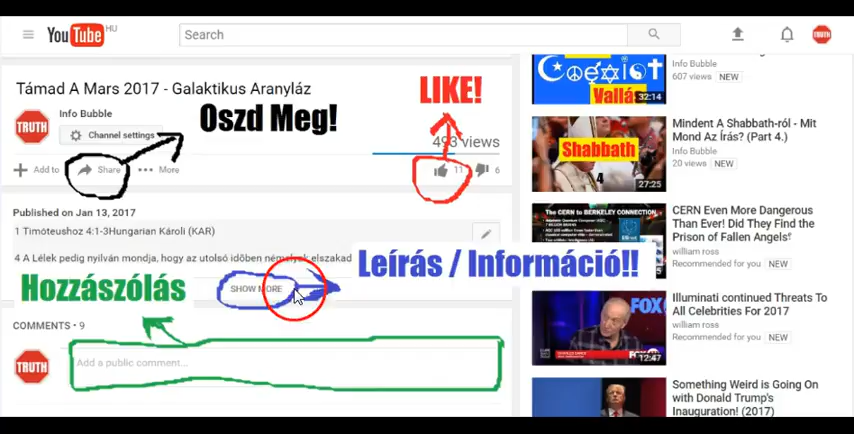 YouTube HU
Search
TRUTH
Támad A Mars 2017 - Galaktikus Aranyláz
TRUTH
Info Bubble
Channel settings
Oszd Meg!
LIKE!
493 views
Add to
Share
More
11
6
Published on Jan 13, 2017
1 Timóteushoz 4:1-3Hungarian Károli (KAR)
4 A Lélek pedig nyilván mondja, hogy az utolsó időben némelyek elszakad
Leírás / Információ!!
SHOW MORE
Hozzászólás
COMMENTS • 9
TRUTH
Add a public comment...
COEXIST
Vallás
32:14
Info Bubble
607 views NEW
Shabbath
4
27:25
Mindent A Shabbath-ról - Mit
Mond Az Írás? (Part 4.)
Info Bubble
20 views NEW
The CERN to BERKELEY CONNECTION
CERN Even More Dangerous
Than Ever! Did They Find the
Prison of Fallen Angels
william ross
Recommended for you NEW
FOX
12:47
Illuminati continued Threats To
All Celebrities For 2017
william ross
Recommended for you NEW
TRUMP
Something Weird is Going On
with Donald Trump's
Inauguration! (2017)